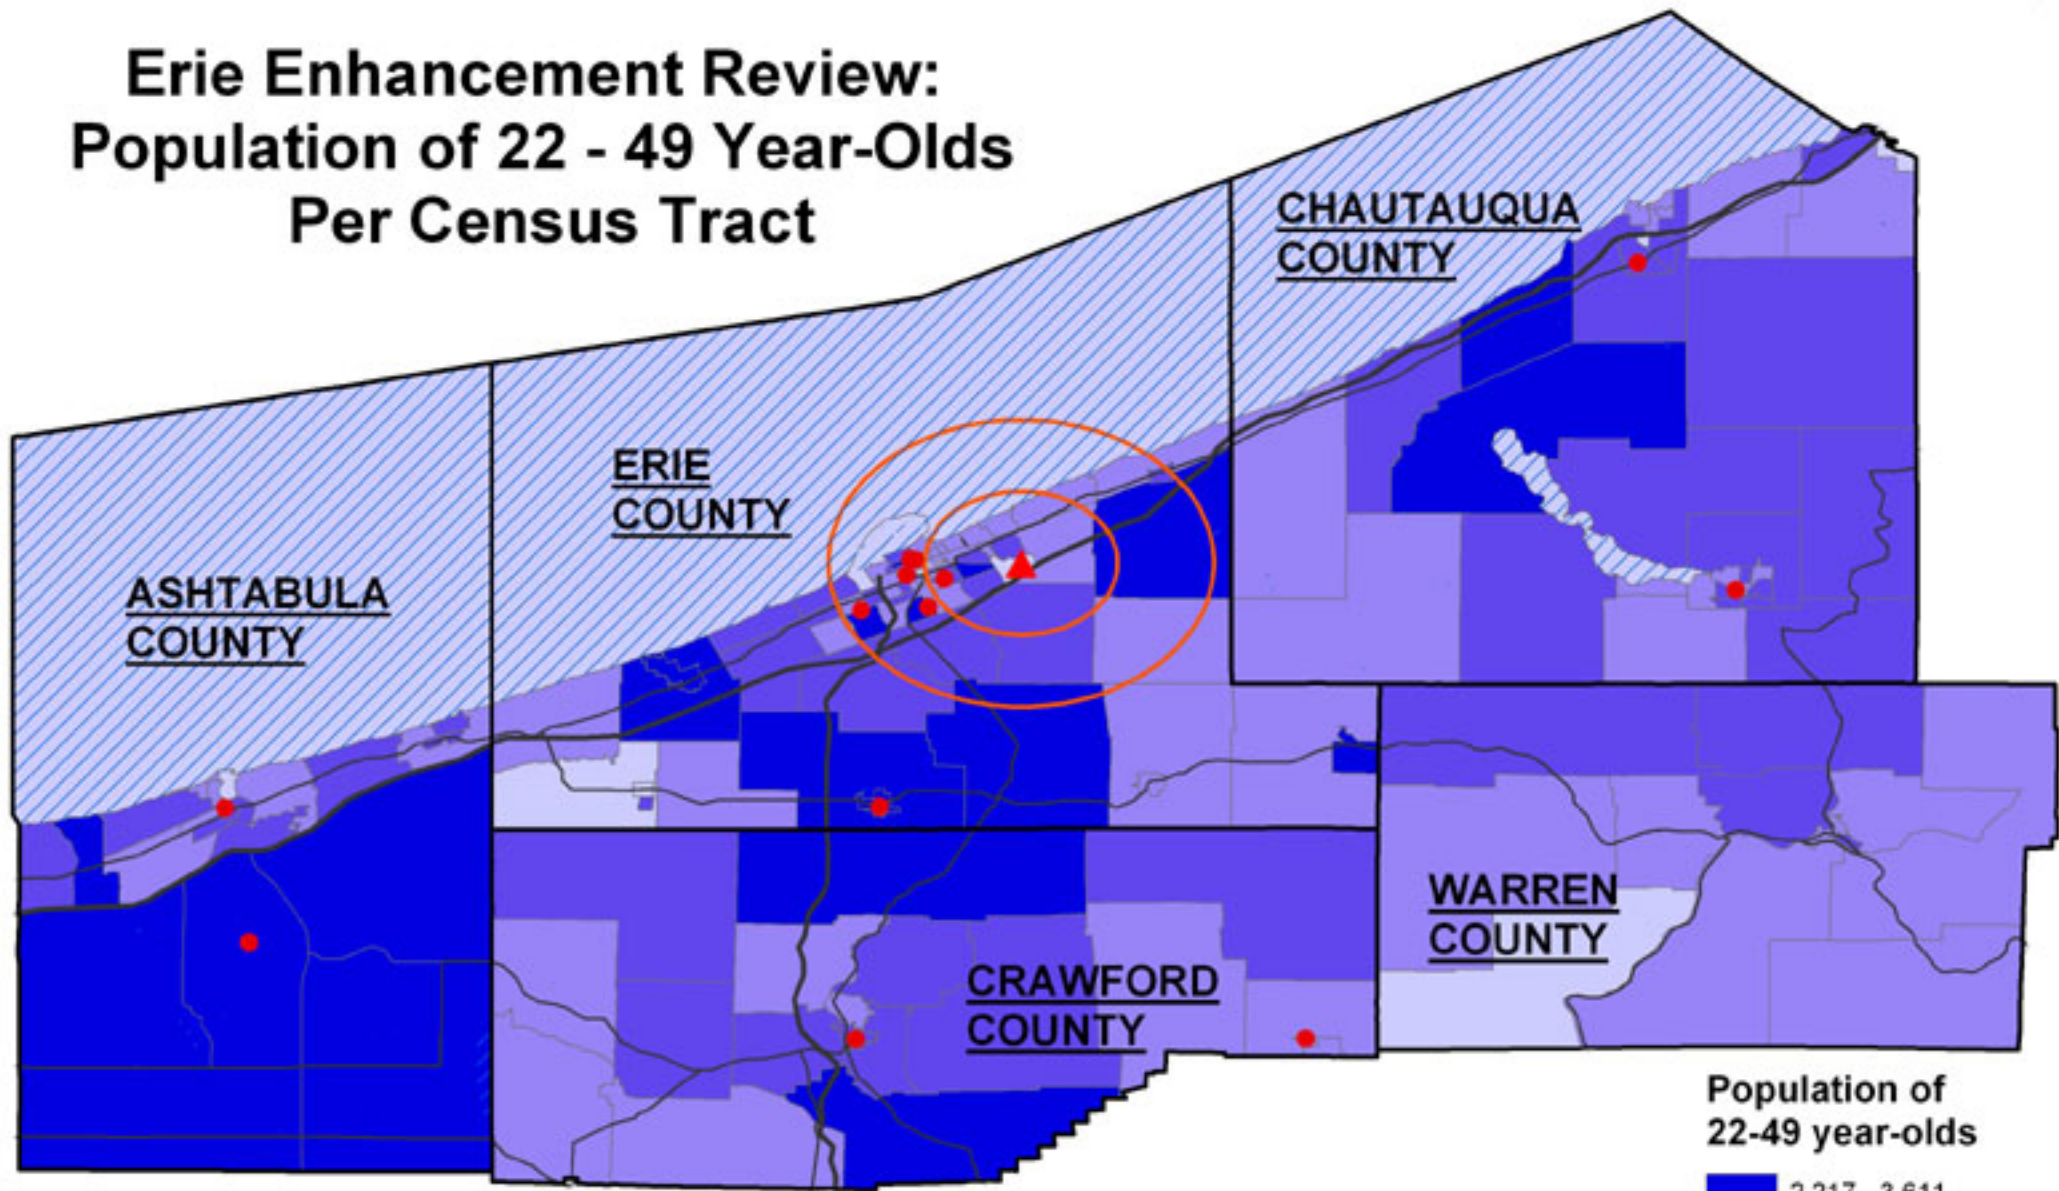 Erie Enhancement Review:
Population of 22 - 49 Year-Olds
Per Census Tract
CHAUTAUQUA
COUNTY
ERIE
COUNTY
ASHTABULA
COUNTY
WARREN
COUNTY
CRAWFORD
COUNTY
Population of
22-49 year-olds